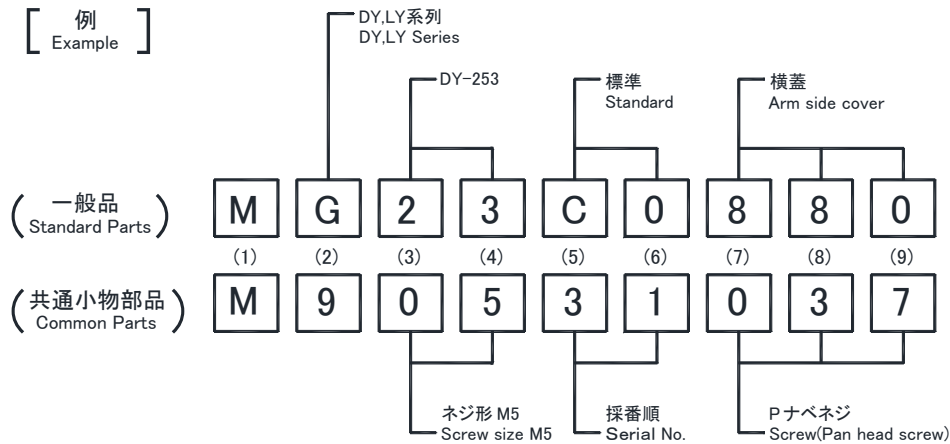 例
Example
DY,LY系列
DY,LY Series
DY-253
標準
Standard
横蓋
Arm side cover
一般品
Standard Parts
M G 2 3 C 0 8 8 0
(1) (2) (3) (4) (5) (6) (7) (8) (9)
共通小物部品
Common Parts
M 9 0 5 3 1 0 3 7
ネジ形 M5
Screw size M5
採番順
Serial No.
Pナベネジ
Screw(Pan head screw)